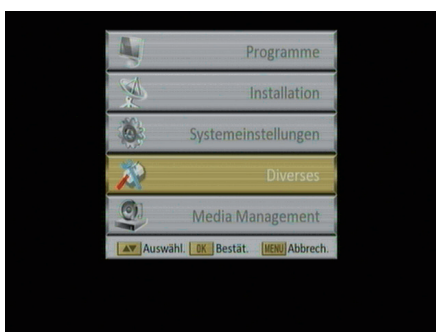 Programme
Installation
Systemeinstellungen
Diverses
Media Management
▲▼ Auswähl. OK Bestät. MENU Abbrech.